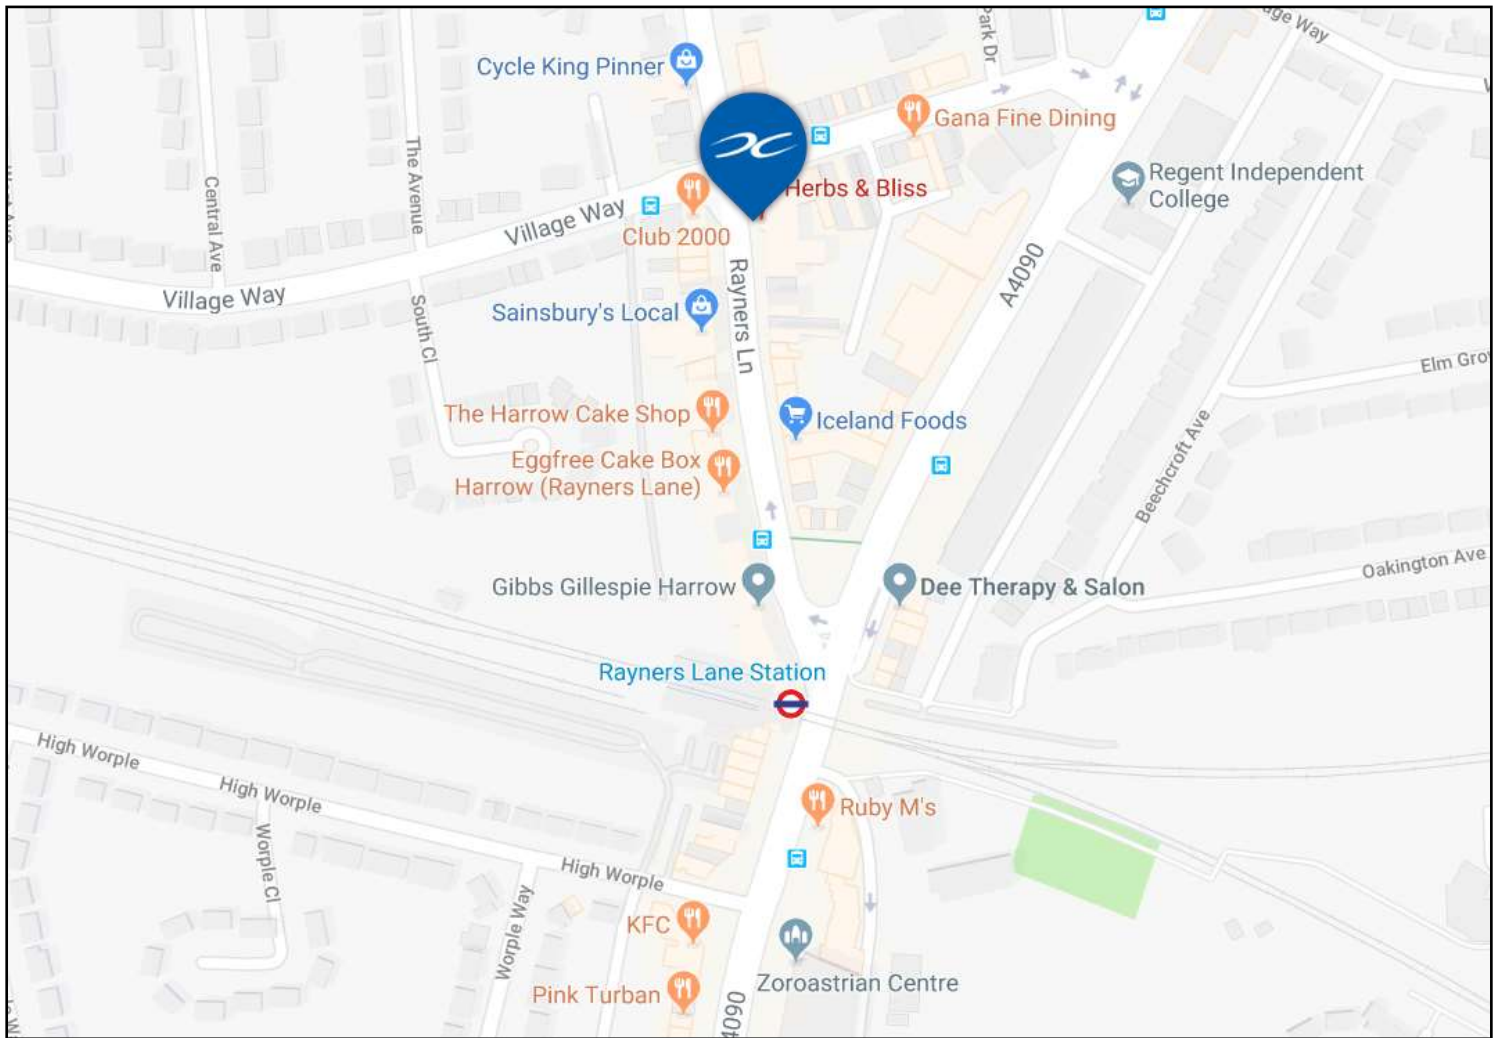 Park Dr
Cycle King Pinner
Gana Fine Dining
The Avenue
Regent Independent
College
Herbs & Bliss
Central Ave
Village Way
Club 2000
Village Way
Rayners Ln
A4090
Sainsbury's Local
South Cl
Elm Gro
The Harrow Cake Shop
Iceland Foods
Eggfree Cake Box
Harrow (Rayners Lane)
Beechcroft Ave
Oakington Ave
Gibbs Gillespie Harrow
Dee Therapy & Salon
Rayners Lane Station
High Worple
High Worple
Ruby M's
Worple Cl
High Worple
KFC
Worple Way
Zoroastrian Centre
Pink Turban
4090